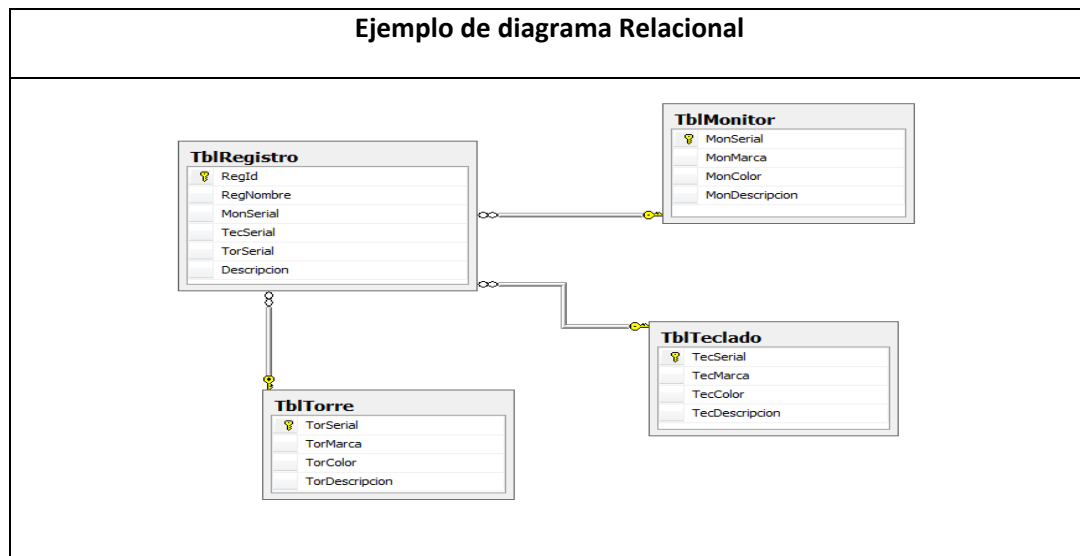 Ejemplo de diagrama Relacional
TblRegistro
RegId
RegNombre
MonSerial
TecSerial
TorSerial
Descripcion
TblMonitor
MonSerial
MonMarca
MonColor
MonDescripcion
TblTeclado
TecSerial
TecMarca
TecColor
TecDescripcion
TblTorre
TorSerial
TorMarca
TorColor
TorDescripcion